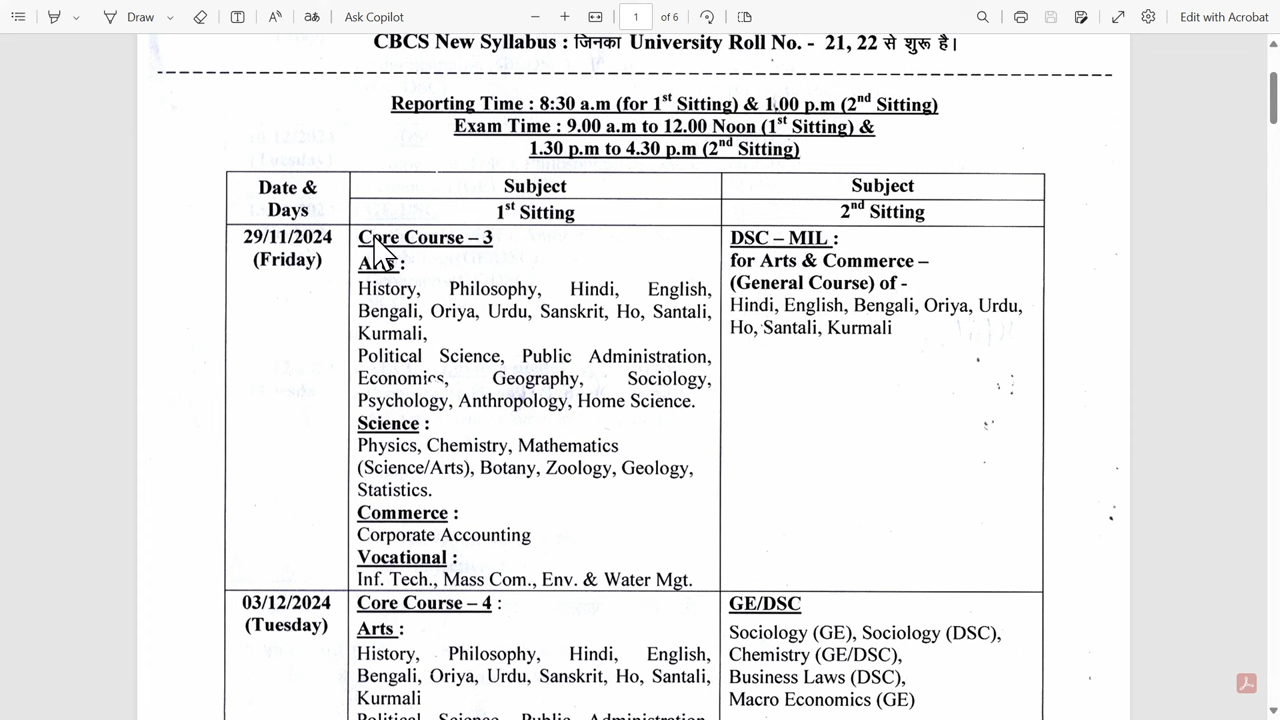 Draw
Ask Copilot
1 of 6
Edit with Acrobat
CBCS New Syllabus : जिनका University Roll No. - 21, 22 से शुरू है।
Reporting Time : 8:30 a.m (for 1st Sitting) & 1.00 p.m (2nd Sitting)
Exam Time : 9.00 a.m to 12.00 Noon (1st Sitting) &
1.30 p.m to 4.30 p.m (2nd Sitting)
Date & Days
Subject
1st Sitting
Subject
2nd Sitting
29/11/2024
(Friday)
Core Course – 3
Arts :
History, Philosophy, Hindi, English,
Bengali, Oriya, Urdu, Sanskrit, Ho, Santali,
Kurmali,
Political Science, Public Administration,
Economics, Geography, Sociology,
Psychology, Anthropology, Home Science.
Science :
Physics, Chemistry, Mathematics
(Science/Arts), Botany, Zoology, Geology,
Statistics.
Commerce :
Corporate Accounting
Vocational :
Inf. Tech., Mass Com., Env. & Water Mgt.
DSC – MIL :
for Arts & Commerce –
(General Course) of -
Hindi, English, Bengali, Oriya, Urdu,
Ho, Santali, Kurmali
03/12/2024
(Tuesday)
Core Course – 4 :
Arts :
History, Philosophy, Hindi, English,
Bengali, Oriya, Urdu, Sanskrit, Ho, Santali,
Kurmali
Political Science, Public Administration,
GE/DSC
Sociology (GE), Sociology (DSC),
Chemistry (GE/DSC),
Business Laws (DSC),
Macro Economics (GE)